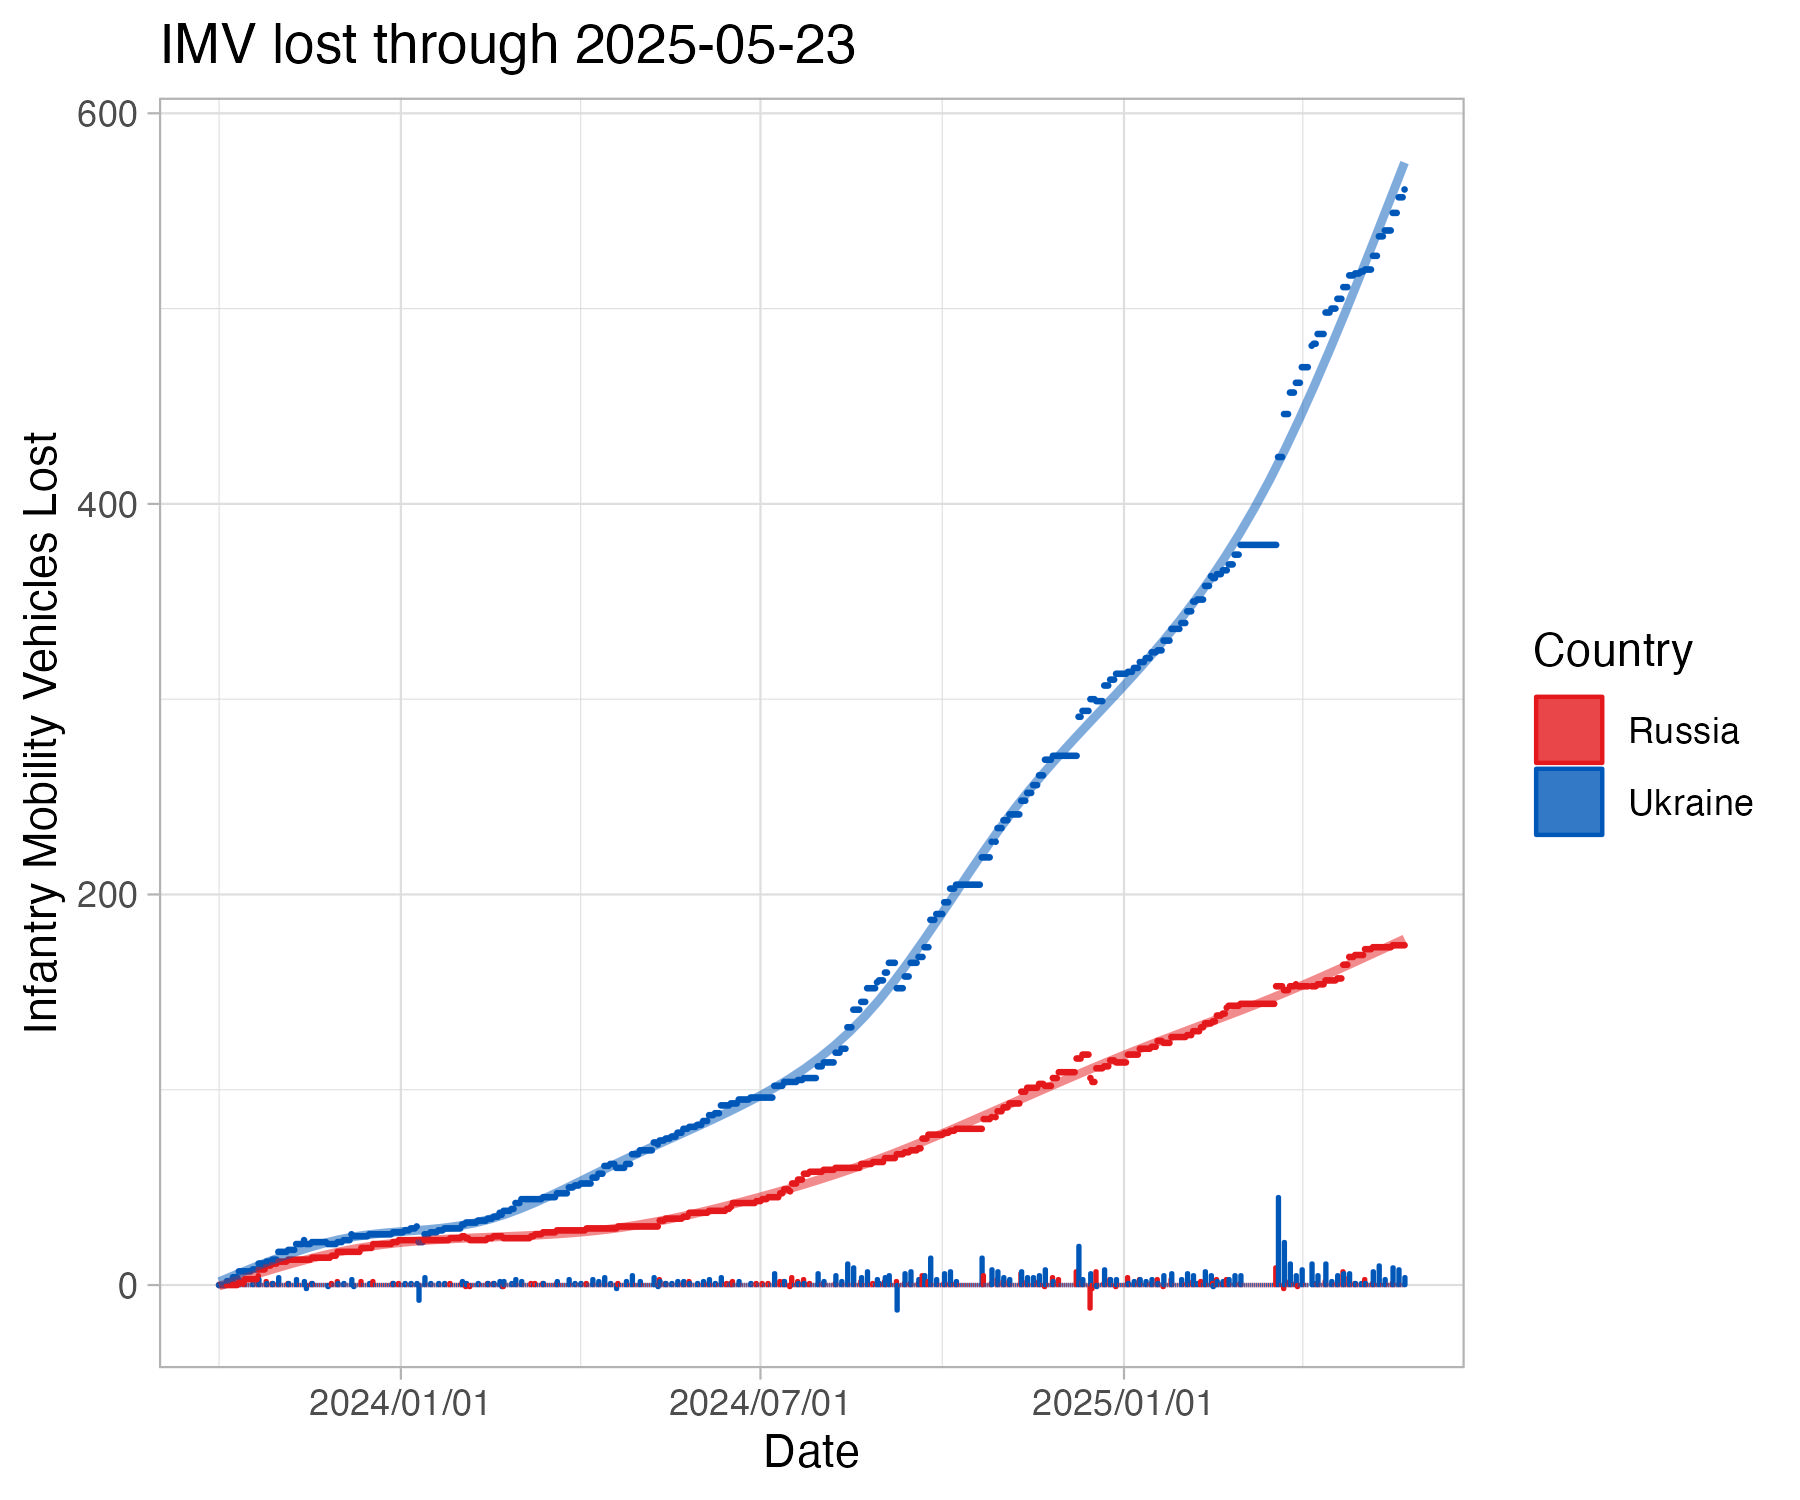 IMV lost through 2025-05-23
Infantry Mobility Vehicles Lost
600
400
200
0
2024/01/01
2024/07/01
2025/01/01
Date
Country
Russia
Ukraine